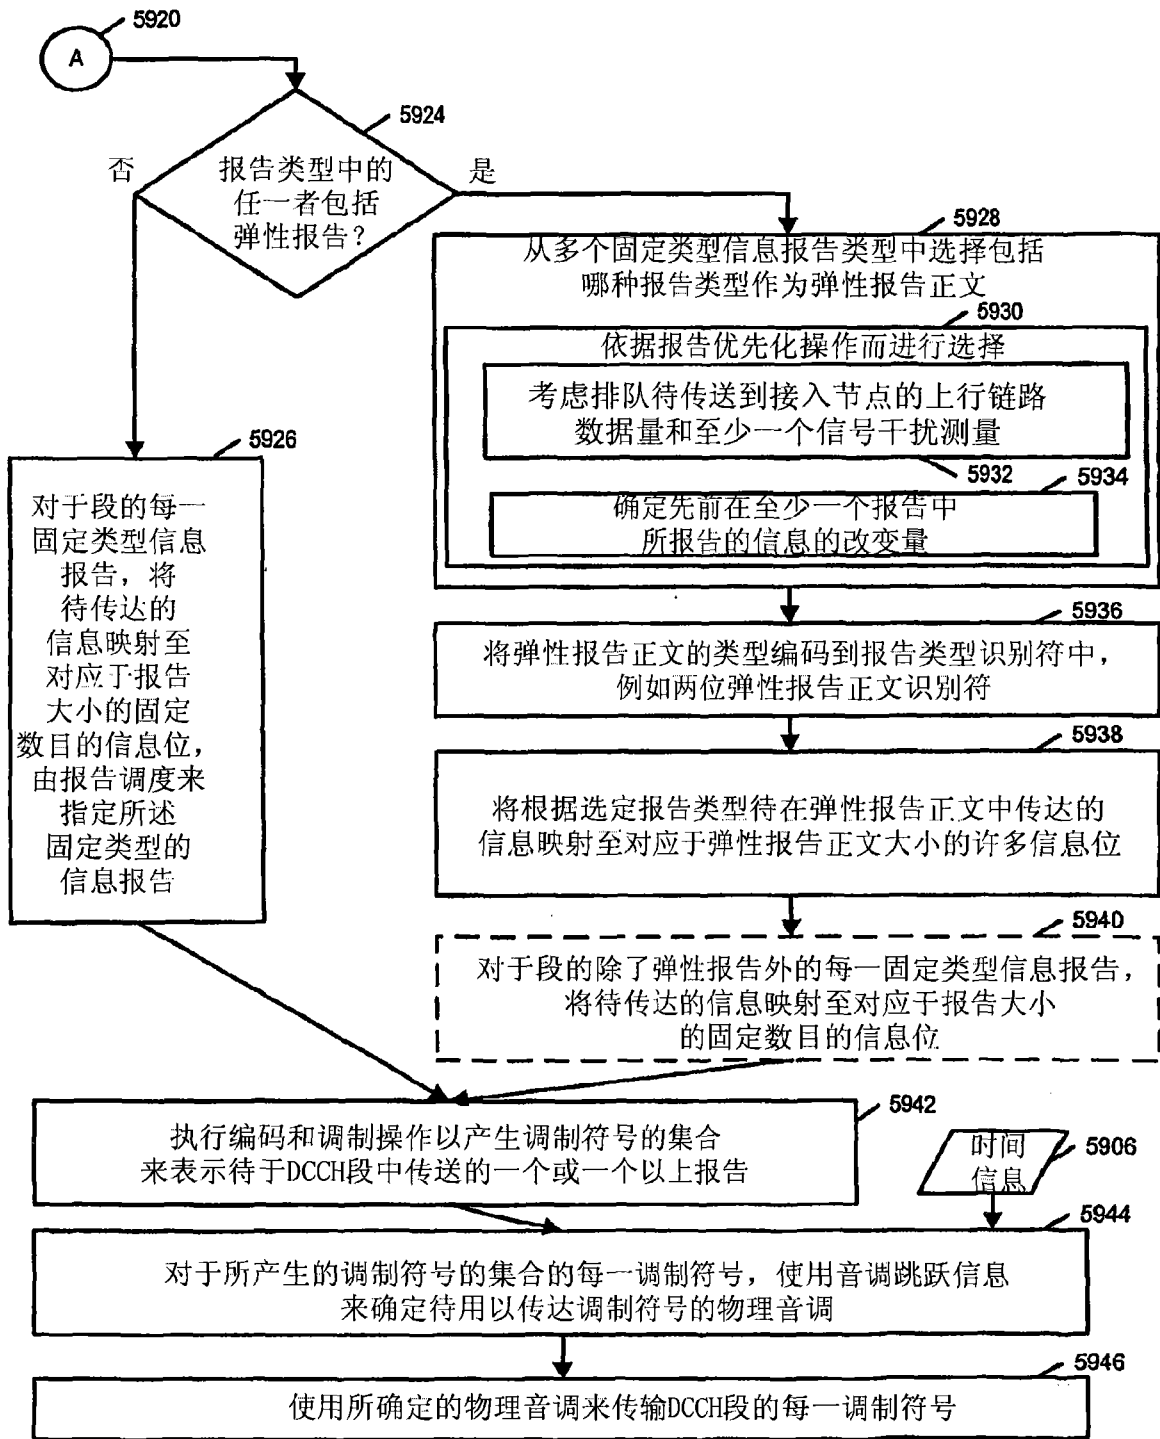 5920
A
5924
否
是
报告类型中的
任一者包括
弹性报告？
5928
从多个固定类型信息报告类型中选择包括
哪种报告类型作为弹性报告正文
5930
依据报告优先化操作而进行选择
考虑排队待传送到接入节点的上行链路
数据量和至少一个信号干扰测量
5932
5934
确定先前在至少一个报告中
所报告的信息的改变量
5926
对于段的每一
固定类型信息
报告，将
待传达的
信息映射至
对应于报告
大小的固定
数目的信息位，
由报告调度来
指定所述
固定类型的
信息报告
5936
将弹性报告正文的类型编码到报告类型识别符中，
例如两位弹性报告正文识别符
5938
将根据选定报告类型待在弹性报告正文中传达的
信息映射至对应于弹性报告正文大小的许多信息位
5940
对于段的除了弹性报告外的每一固定类型信息报告，
将待传达的信息映射至对应于报告大小
的固定数目的信息位
5942
执行编码和调制操作以产生调制符号的集合
来表示待于DCCH段中传送的一个或一个以上报告
时间
信息
5906
5944
对于所产生的调制符号的集合的每一调制符号，使用音调跳跃信息
来确定待用以传达调制符号的物理音调
5946
使用所确定的物理音调来传输DCCH段的每一调制符号